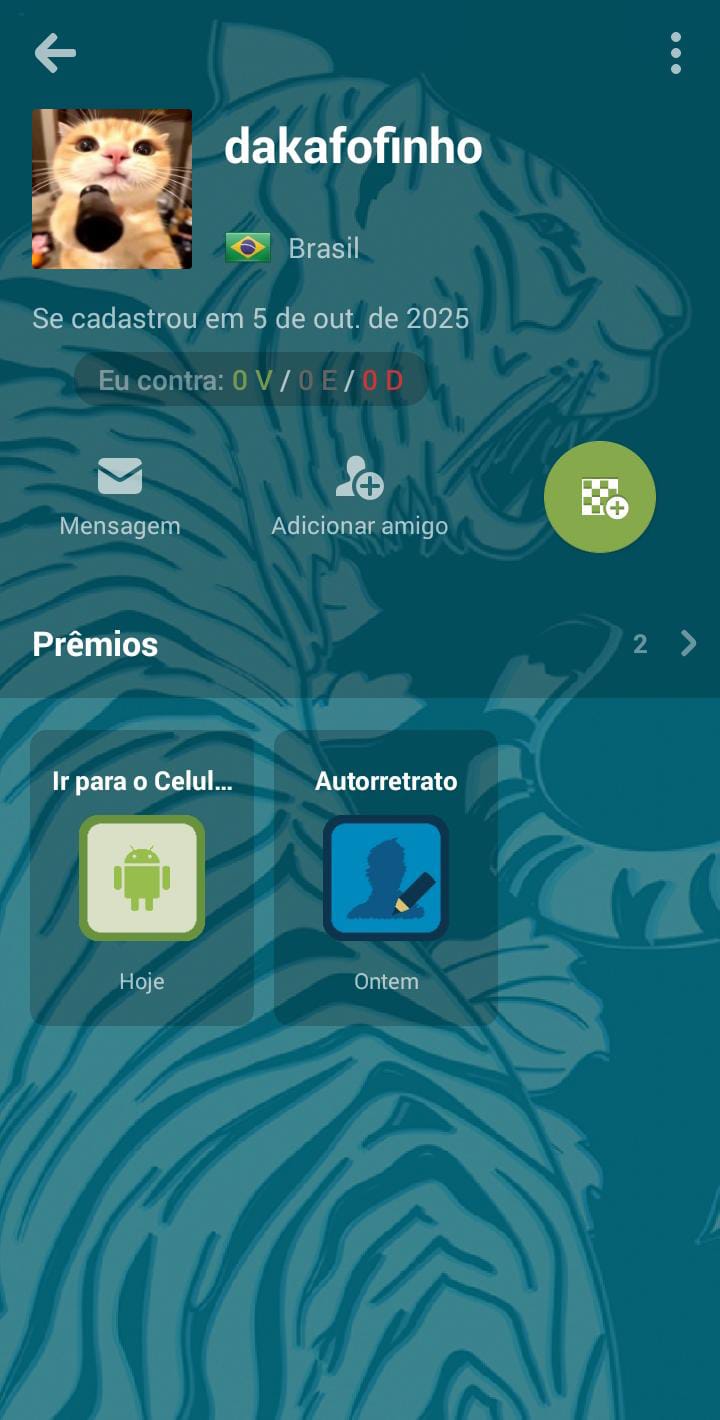 dakafofinho
Brasil
Se cadastrou em 5 de out. de 2025
Eu contra: 0 V / 0 E / 0 D
Mensagem
Adicionar amigo
Prêmios
2
Ir para o Celul...
Autorretrato
Hoje
Ontem